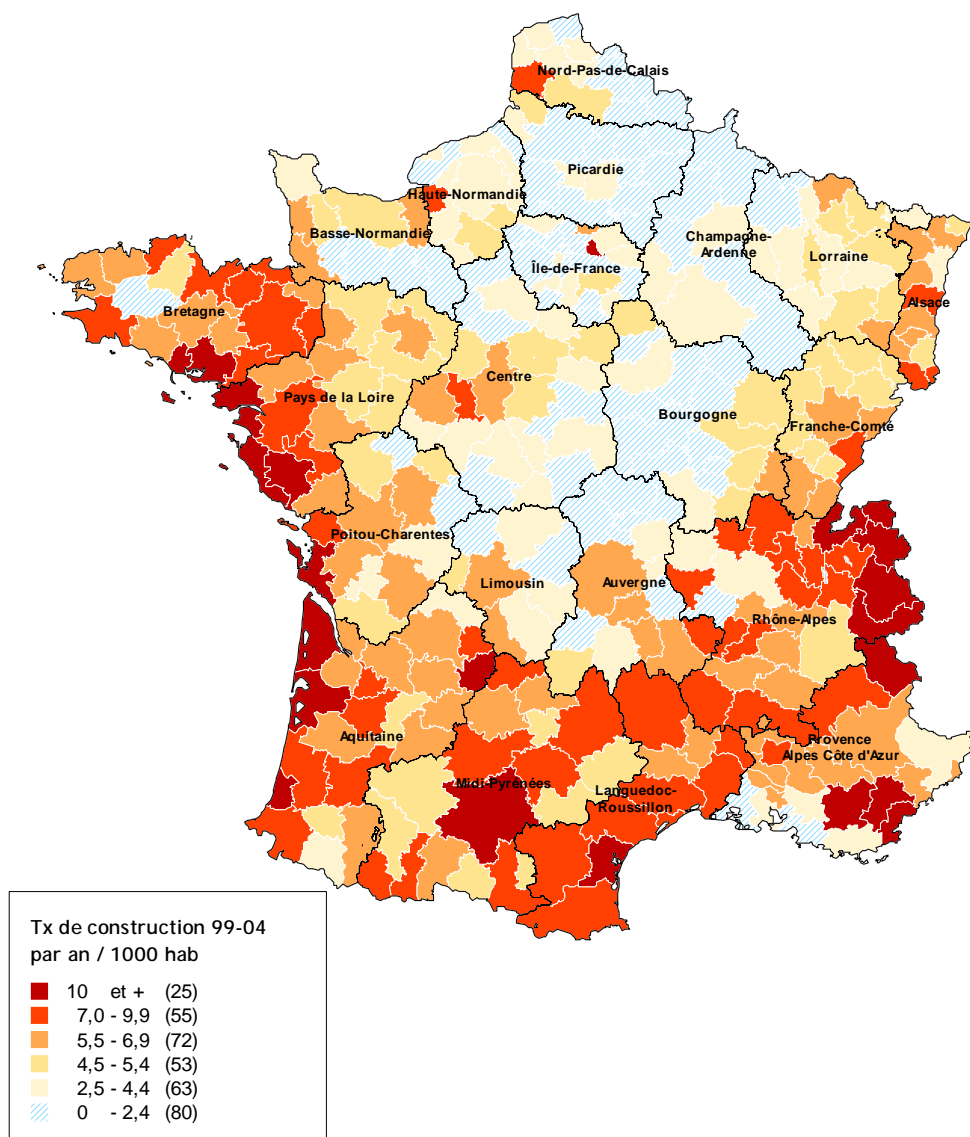 Nord-Pas-de-Calais
Picardie
Haute-Normandie
Basse-Normandie
Champagne-
Ardenne
Lorraine
Île-de-France
Alsace
Bretagne
Pays de la Loire
Centre
Bourgogne
Franche-Comté
Poitou-Charentes
Limousin
Auvergne
Rhône-Alpes
Aquitaine
Provence
Alpes Côte d'Azur
Midi-Pyrénées
Languedoc-
Roussillon
Tx de construction 99-04
par an / 1000 hab
10 et + (25)
7,0 - 9,9 (55)
5,5 - 6,9 (72)
4,5 - 5,4 (53)
2,5 - 4,4 (63)
0 - 2,4 (80)